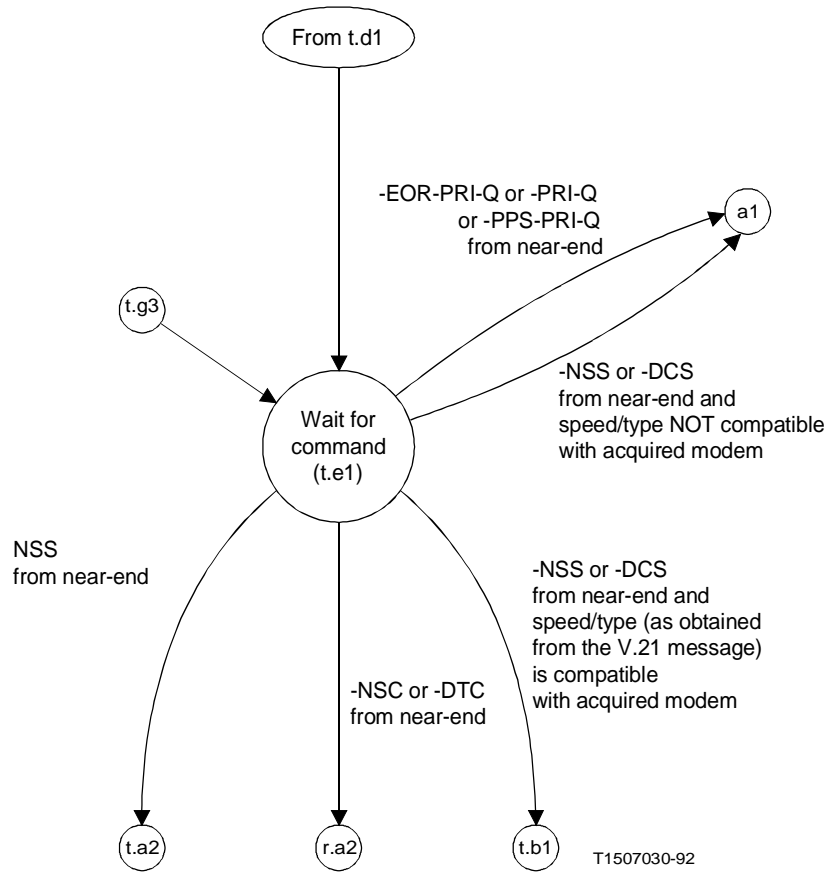 From t.d1
-EOR-PRI-Q or -PRI-Q
or -PPS-PRI-Q
from near-end
a1
t.g3
-NSS or -DCS
from near-end and
speed/type NOT compatible
with acquired modem
Wait for
command
(t.e1)
NSS
from near-end
-NSS or -DCS
from near-end and
speed/type (as obtained
from the V.21 message)
is compatible
with acquired modem
-NSC or -DTC
from near-end
t.a2
r.a2
t.b1
T1507030-92